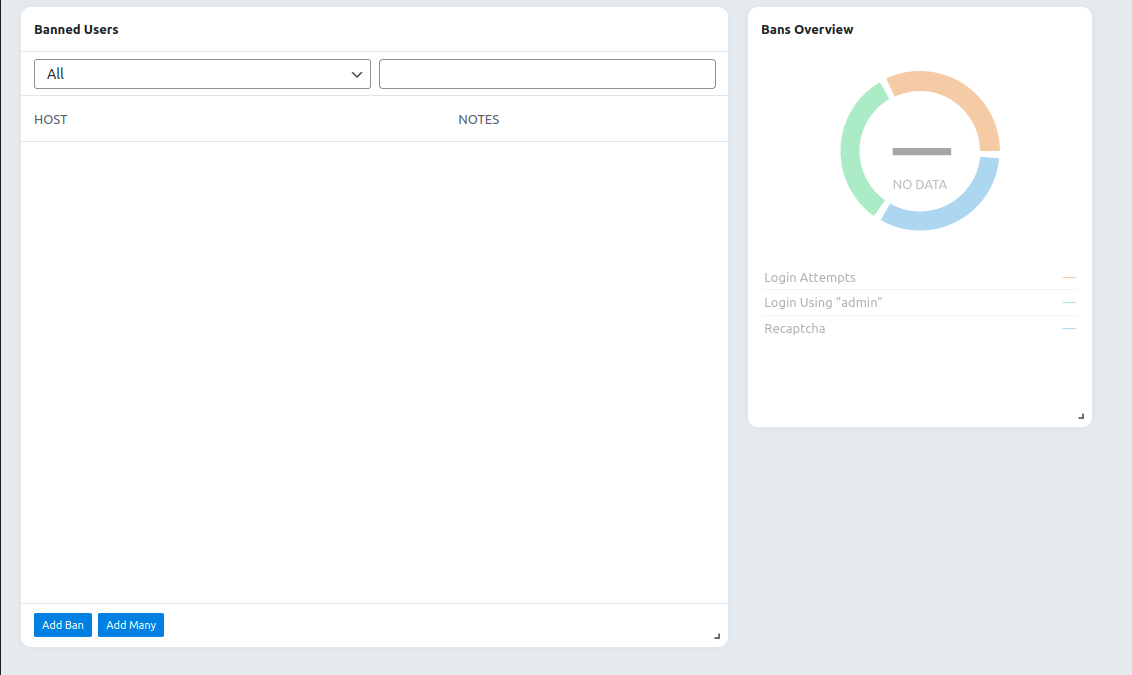 Banned Users
All
HOST NOTES
Add Ban Add Many
Bans Overview
NO DATA
Login Attempts
Login Using "admin"
Recaptcha